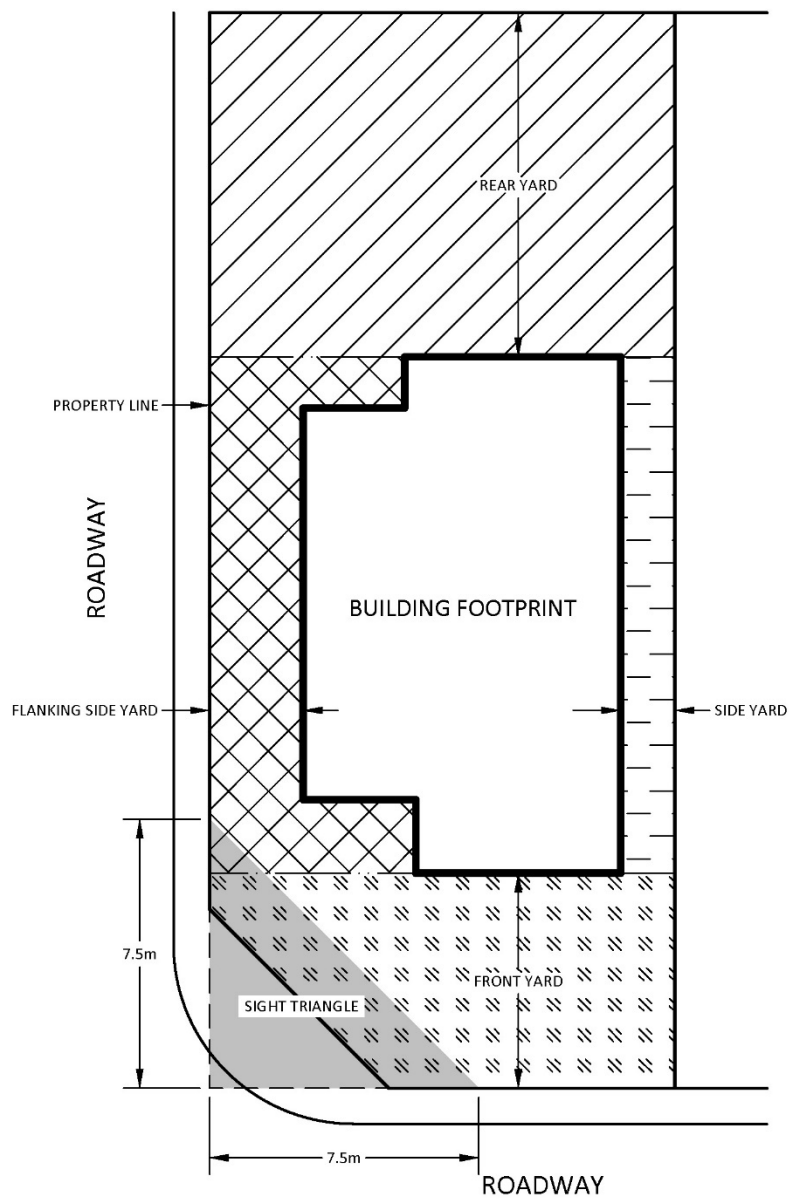 REAR YARD
PROPERTY LINE
ROADWAY
BUILDING FOOTPRINT
FLANKING SIDE YARD
SIDE YARD
7.5m
FRONT YARD
SIGHT TRIANGLE
7.5m
ROADWAY